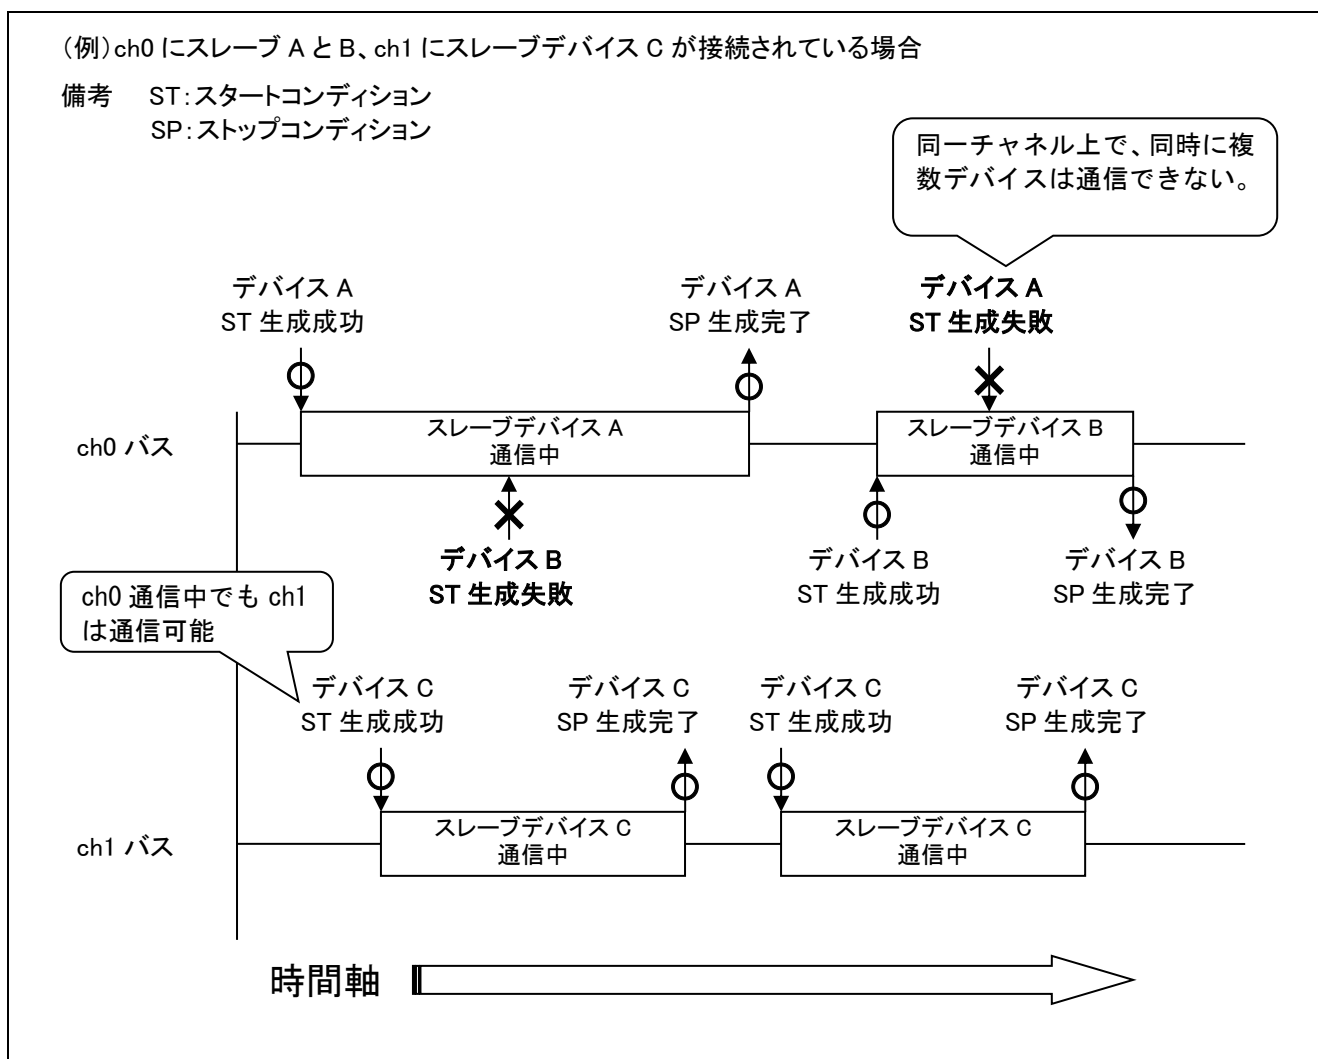 (例)ch0 にスレーブ A と B、ch1 にスレーブデバイス C が接続されている場合
備考 ST:スタートコンディション
SP:ストップコンディション
同一チャネル上で、同時に複
数デバイスは通信できない。
デバイス A
ST 生成成功
デバイス A
SP 生成完了
デバイス A
ST 生成失敗
ch0 バス
スレーブデバイス A
通信中
スレーブデバイス B
通信中
デバイス B
ST 生成失敗
デバイス B
ST 生成成功
デバイス B
SP 生成完了
ch0 通信中でも ch1
は通信可能
デバイス C
ST 生成成功
デバイス C
SP 生成完了
デバイス C
ST 生成成功
デバイス C
SP 生成完了
ch1 バス
スレーブデバイス C
通信中
スレーブデバイス C
通信中
時間軸